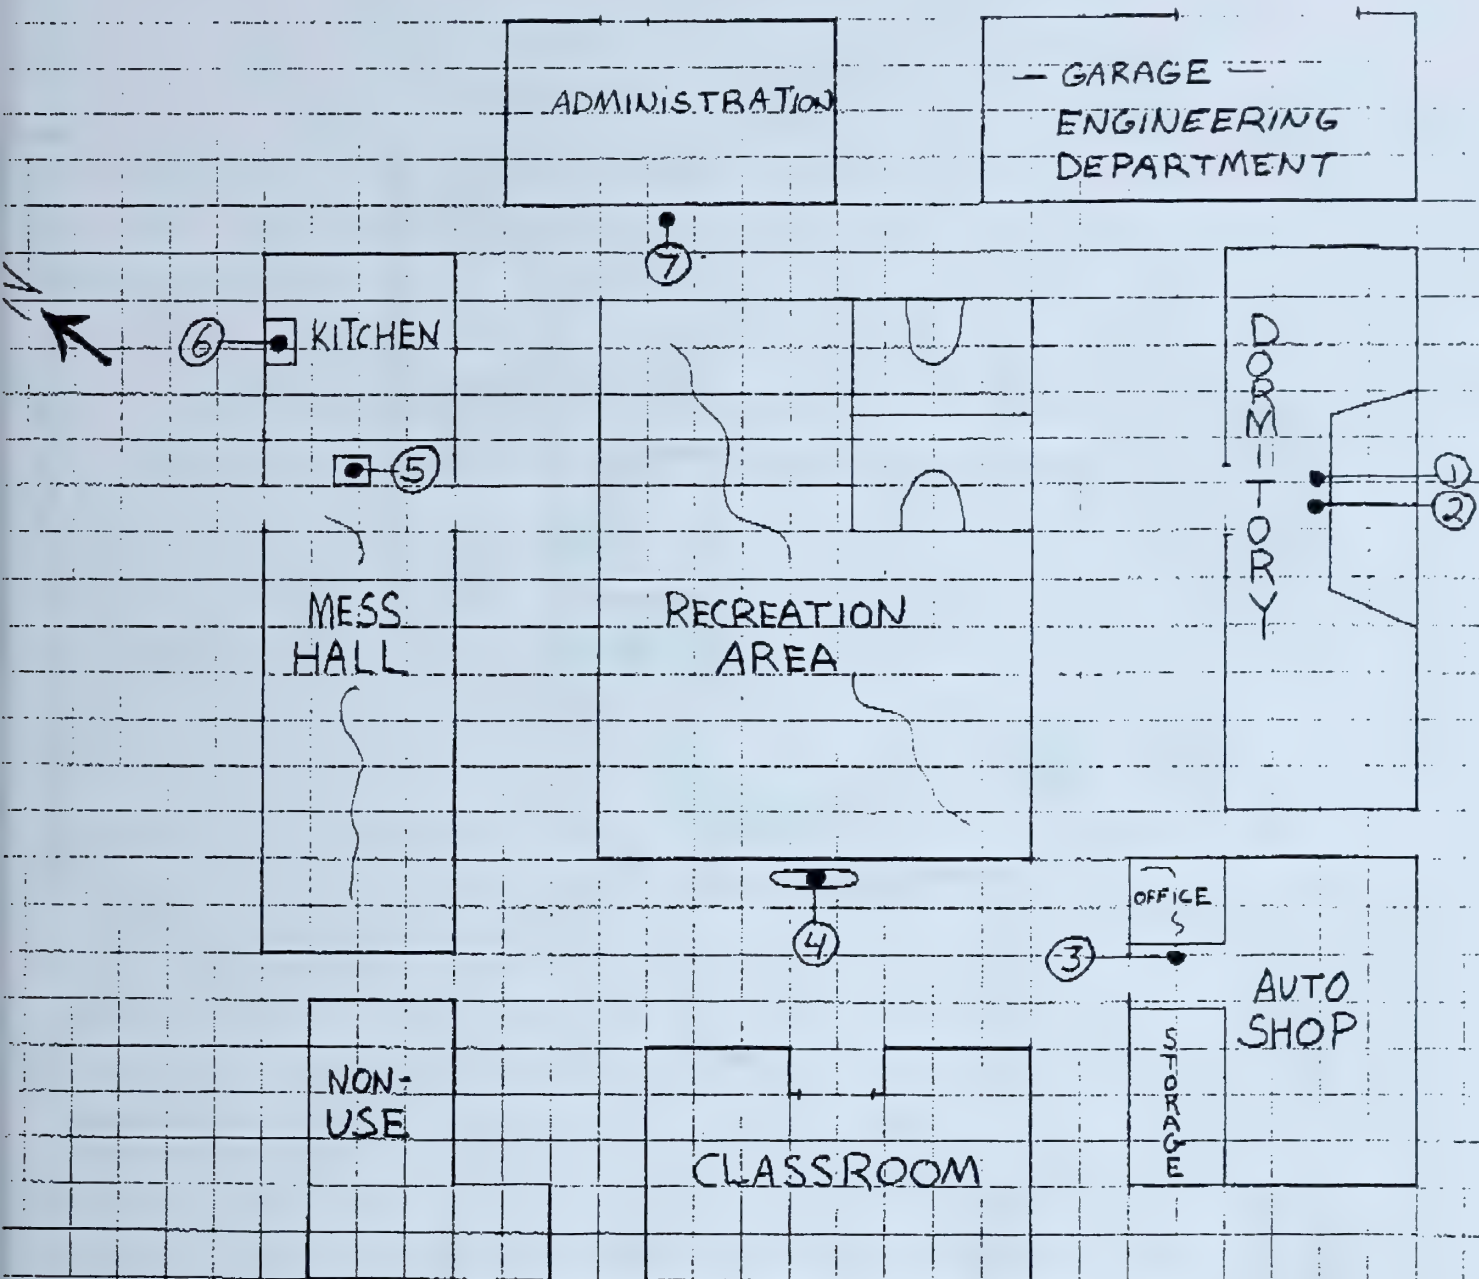 ADMINISTRATION
— GARAGE —
ENGINEERING
DEPARTMENT
7
6
KITCHEN
5
DORMITORY
1
2
MESS
HALL
RECREATION
AREA
OFFICE
4
3
AUTO
SHOP
STORAGE
NON-
USE
CLASSROOM